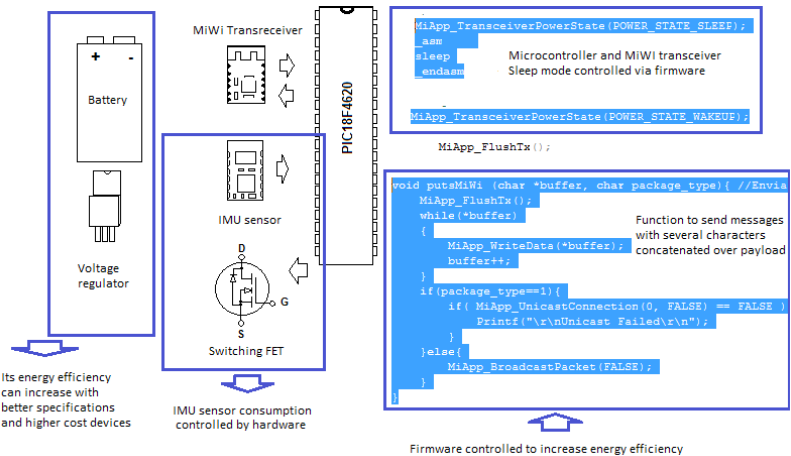 + -
Battery
Voltage
regulator
Its energy efficiency
can increase with
better specifications
and higher cost devices
MiWi Transreceiver
IMU sensor
D
G
S
Switching FET
IMU sensor consumption
controlled by hardware
PIC18F4620
MiApp_TransceiverPowerState(POWER_STATE_SLEEP);
_asm
sleep
_endasm
Microcontroller and MiWI transceiver
Sleep mode controlled via firmware
MiApp_TransceiverPowerState(POWER_STATE_WAKEUP);
MiApp_FlushTx();
void putsMiWi (char *buffer, char package_type){ //Envia
MiApp_FlushTx();
while(*buffer)
{
MiApp_WriteData(*buffer);
buffer++;
}
if(package_type==1){
if( MiApp_UnicastConnection(0, FALSE) == FALSE )
Printf("\r\nUnicast Failed\r\n");
}
}else{
MiApp_BroadcastPacket(FALSE);
}
}
Function to send messages
with several characters
concatenated over payload
Firmware controlled to increase energy efficiency